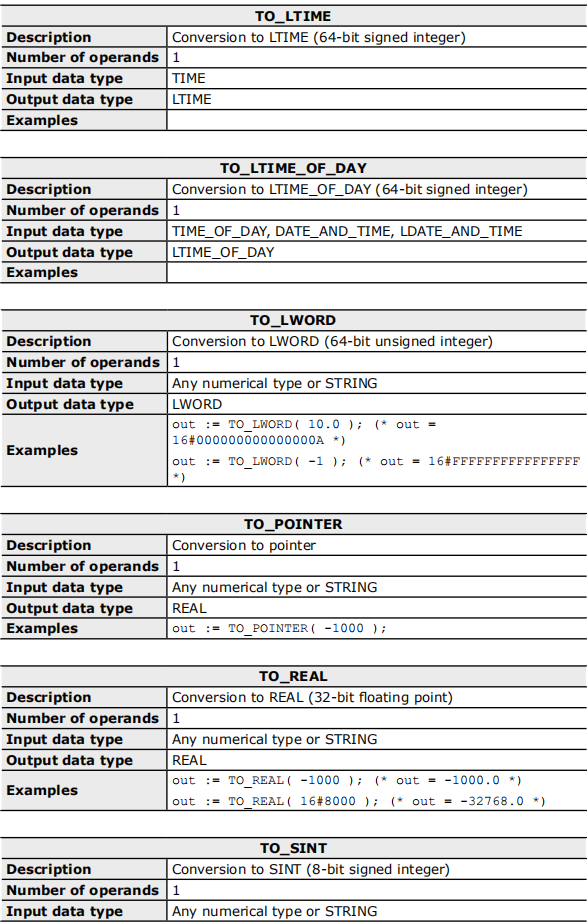 TO_LTIME
Description Conversion to LTIME (64-bit signed integer)
Number of operands 1
Input data type TIME
Output data type LTIME
Examples
TO_LTIME_OF_DAY
Description Conversion to LTIME_OF_DAY (64-bit signed integer)
Number of operands 1
Input data type TIME_OF_DAY, DATE_AND_TIME, LDATE_AND_TIME
Output data type LTIME_OF_DAY
Examples
TO_LWORD
Description Conversion to LWORD (64-bit unsigned integer)
Number of operands 1
Input data type Any numerical type or STRING
Output data type LWORD
Examples
out := TO_LWORD( 10.0 ); (* out =
16#000000000000000A *)
out := TO_LWORD( -1 ); (* out = 16#FFFFFFFFFFFFFFFF
*)
TO_POINTER
Description Conversion to pointer
Number of operands 1
Input data type Any numerical type or STRING
Output data type REAL
Examples out := TO_POINTER( -1000 );
TO_REAL
Description Conversion to REAL (32-bit floating point)
Number of operands 1
Input data type Any numerical type or STRING
Output data type REAL
Examples
out := TO_REAL( -1000 ); (* out = -1000.0 *)
out := TO_REAL( 16#8000 ); (* out = -32768.0 *)
TO_SINT
Description Conversion to SINT (8-bit signed integer)
Number of operands 1
Input data type Any numerical type or STRING